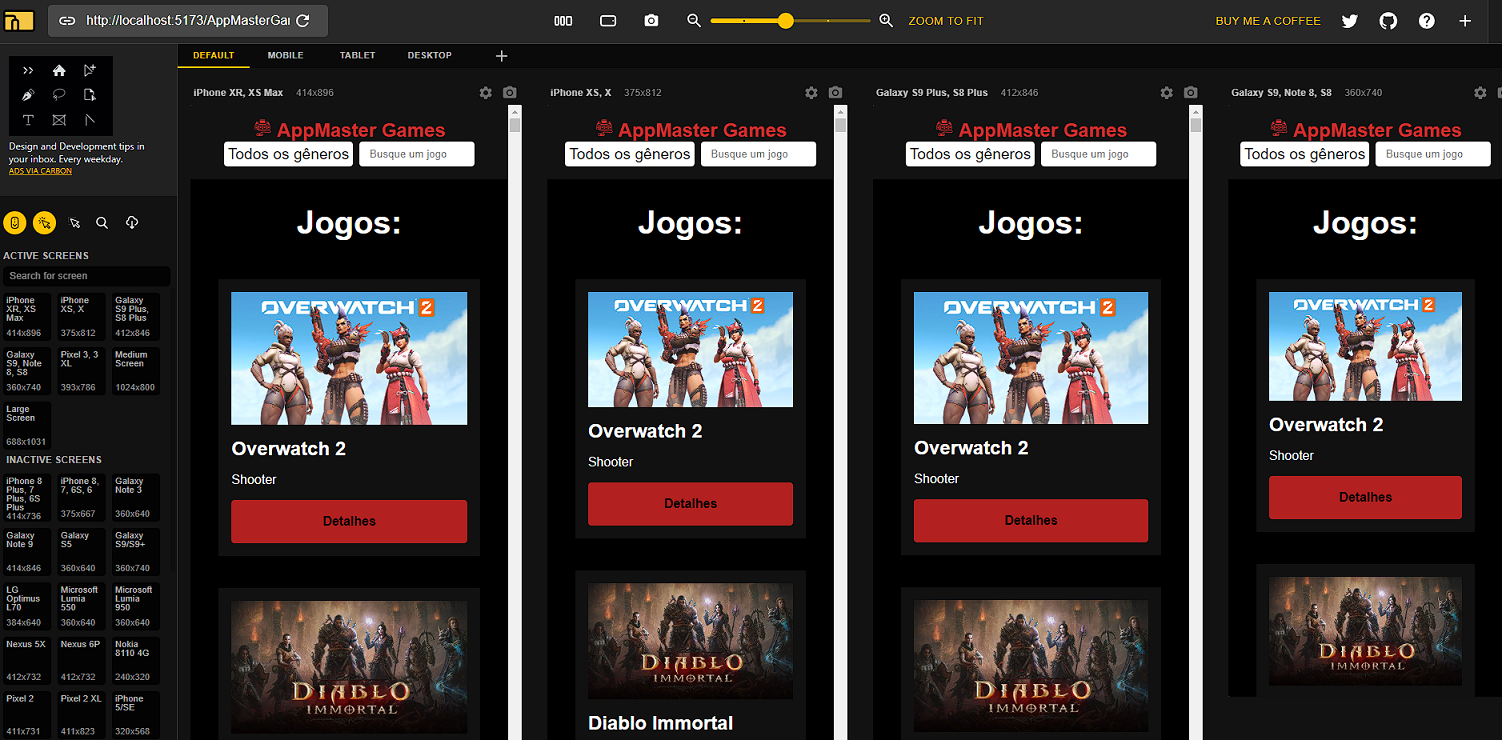 http://localhost:5173/AppMasterGar
ZOOM TO FIT
BUY ME A COFFEE
DEFAULT
MOBILE
TABLET
DESKTOP
Design and Development tips in
your inbox. Every weekday.
ADS VIA CARBON
ACTIVE SCREENS
Search for screen
iPhone
XR, XS
Max
414x896
iPhone
XS, X
375x812
Galaxy
S9 Plus,
S8 Plus
412x846
Galaxy
S9, Note
8, S8
360x740
Pixel 3, 3
XL
393x786
Medium
Screen
1024x800
Large
Screen
688x1031
INACTIVE SCREENS
iPhone 8
Plus, 7
Plus, 6S
Plus
414x736
iPhone 8,
7, 6S, 6
375x667
Galaxy
Note 3
360x640
Galaxy
Note 9
414x846
Galaxy
S5
360x640
Galaxy
S9/S9+
360x740
LG
Optimus
L70
384x640
Microsoft
Lumia
550
360x640
Microsoft
Lumia
950
360x640
Nexus 5X
412x732
Nexus 6P
412x732
Nokia
8110 4G
240x320
Pixel 2
411x731
Pixel 2 XL
411x823
iPhone
5/SE
320x568
iPhone XR, XS Max 414x896
AppMaster Games
Todos os gêneros
Busque um jogo
Jogos:
OVERWATCH 2
Overwatch 2
Shooter
Detalhes
DIABLO
IMMORTAL
iPhone XS, X 375x812
AppMaster Games
Todos os gêneros
Busque um jogo
Jogos:
OVERWATCH 2
Overwatch 2
Shooter
Detalhes
DIABLO
IMMORTAL
Diablo Immortal
Galaxy S9 Plus, S8 Plus 412x846
AppMaster Games
Todos os gêneros
Busque um jogo
Jogos:
OVERWATCH 2
Overwatch 2
Shooter
Detalhes
DIABLO
IMMORTAL
Galaxy S9, Note 8, S8 360x740
AppMaster Games
Todos os gêneros
Busque um jogo
Jogos:
OVERWATCH 2
Overwatch 2
Shooter
Detalhes
DIABLO
IMMORTAL